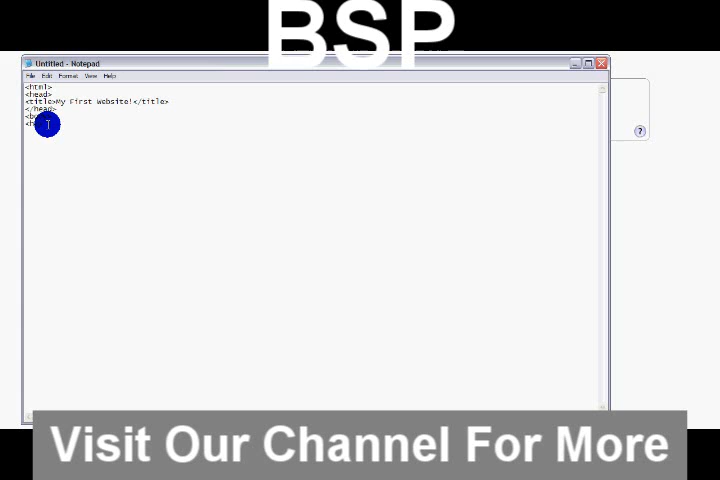 BSP
Untitled - Notepad
File Edit Format View Help
<html>
<head>
<title>My First Website!</title>
</head>
?
Visit Our Channel For More